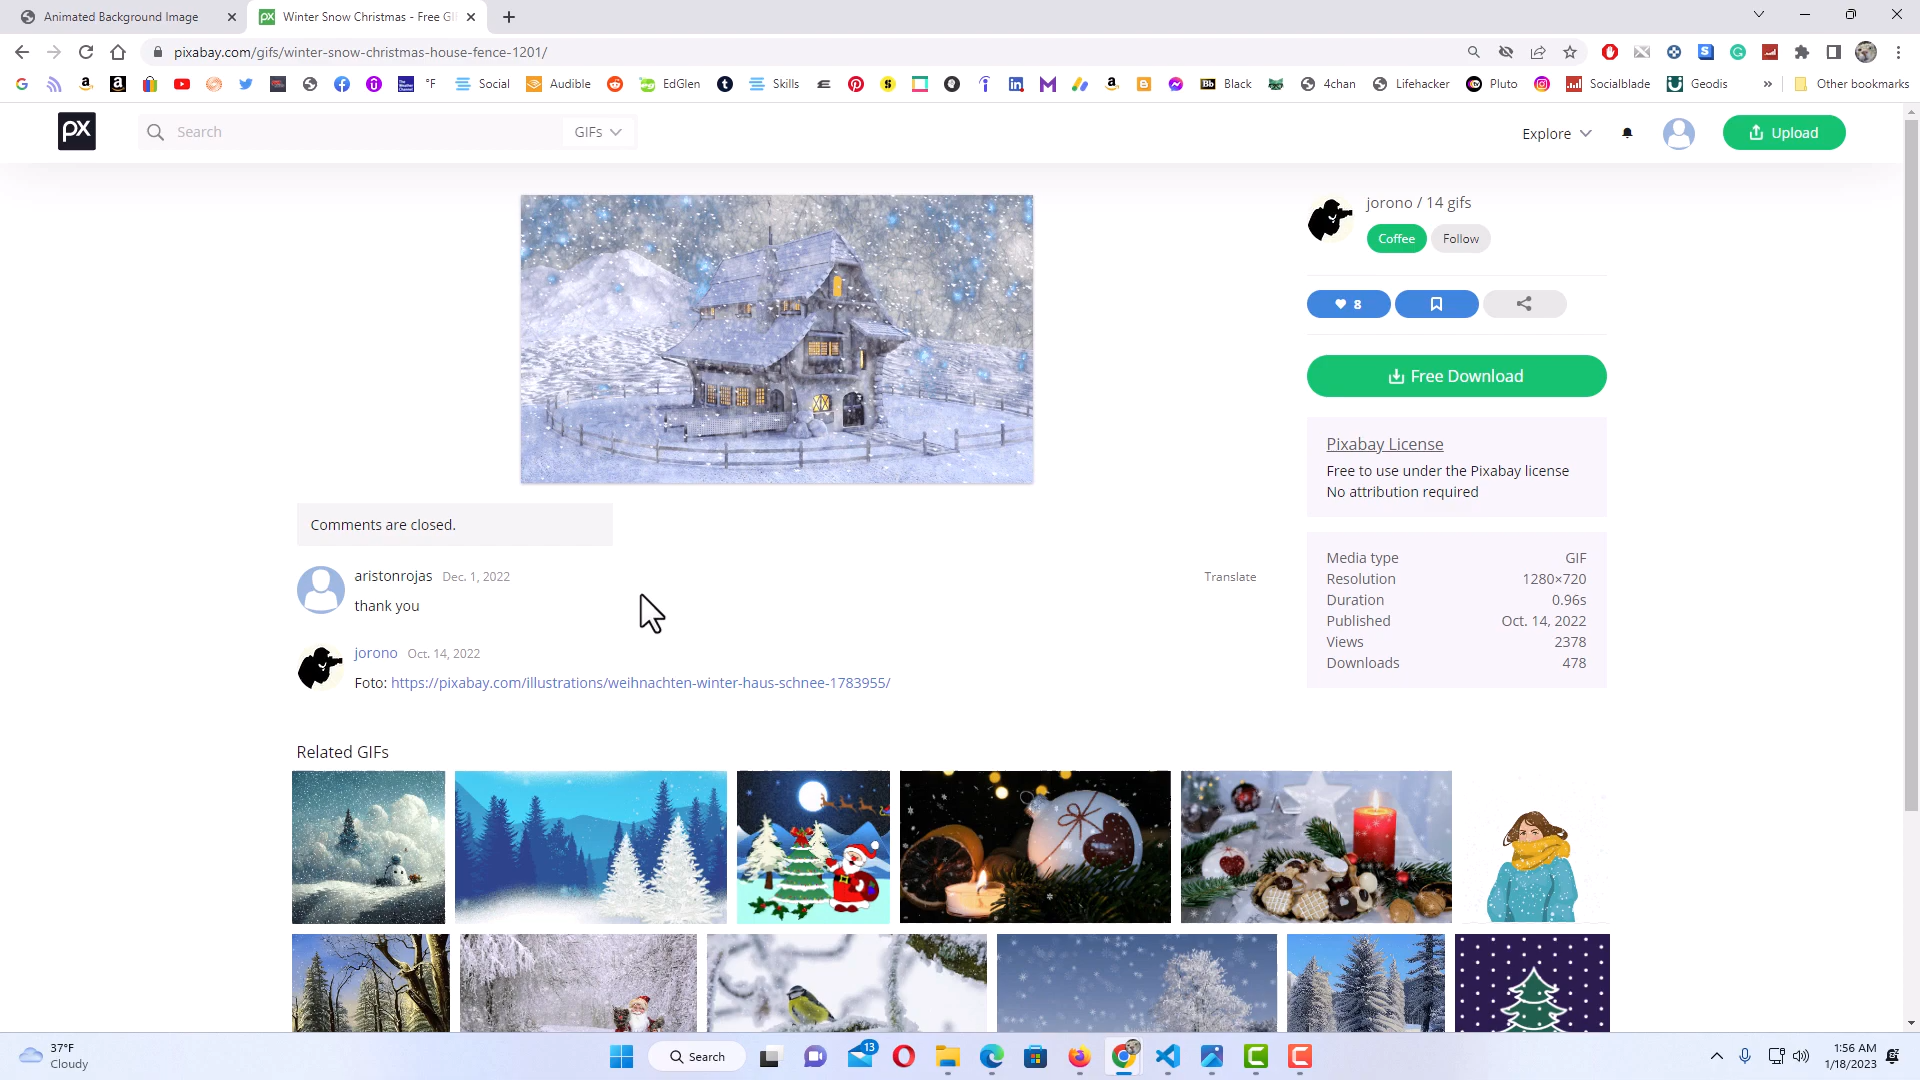 Animated Background Image
Winter Snow Christmas - Free GI
pixabay.com/gifs/winter-snow-christmas-house-fence-1201/
°F
Social
Audible
EdGlen
Skills
Black
4chan
Lifehacker
Pluto
Socialblade
Geodis
»
Other bookmarks
px
Search
GIFs
Explore
Upload
jorono / 14 gifs
Coffee
Follow
8
Free Download
Pixabay License
Free to use under the Pixabay license
No attribution required
Comments are closed.
aristonrojas Dec. 1, 2022
Translate
thank you
jorono Oct. 14, 2022
Foto: https://pixabay.com/illustrations/weihnachten-winter-haus-schnee-1783955/
Media type GIF
Resolution 1280×720
Duration 0.96s
Published Oct. 14, 2022
Views 2378
Downloads 478
Related GIFs
37°F
Cloudy
Search
13
1:56 AM
1/18/2023